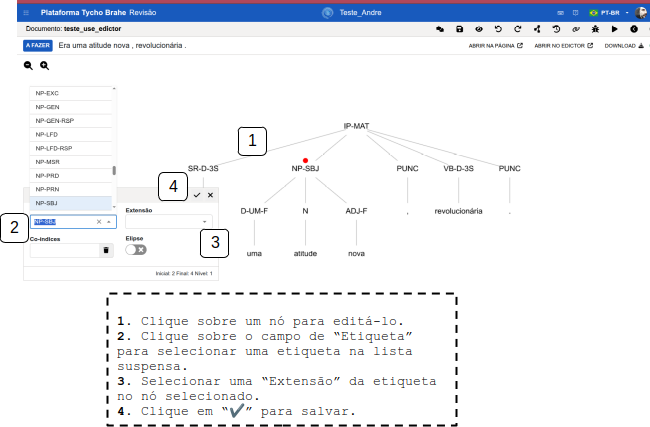 Plataforma Tycho Brahe Revisão
Teste_Andre
PT-BR
Documento: teste_use_edictor
A FAZER
Era uma atitude nova , revolucionária .
ABRIR NA PÁGINA
ABRIR NO EDICTOR
DOWNLOAD
NP-EXC
NP-GEN
NP-GEN-RSP
NP-LFD
NP-LFD-RSP
NP-MSR
NP-PRD
NP-PRN
NP-SBJ
1
IP-MAT
SR-D-3S
NP-SBJ
PUNC
VB-D-3S
PUNC
4
2
NP-SBJ
Extensão
3
Co-índices
Elipse
Inicial: 2 Final: 4 Nível: 1
D-UM-F
N
ADJ-F
,
revolucionária
.
uma
atitude
nova
1. Clique sobre um nó para editá-lo.
2. Clique sobre o campo de “Etiqueta”
para selecionar uma etiqueta na lista
suspensa.
3. Selecionar uma “Extensão” da etiqueta
no nó selecionado.
4. Clique em “✔” para salvar.